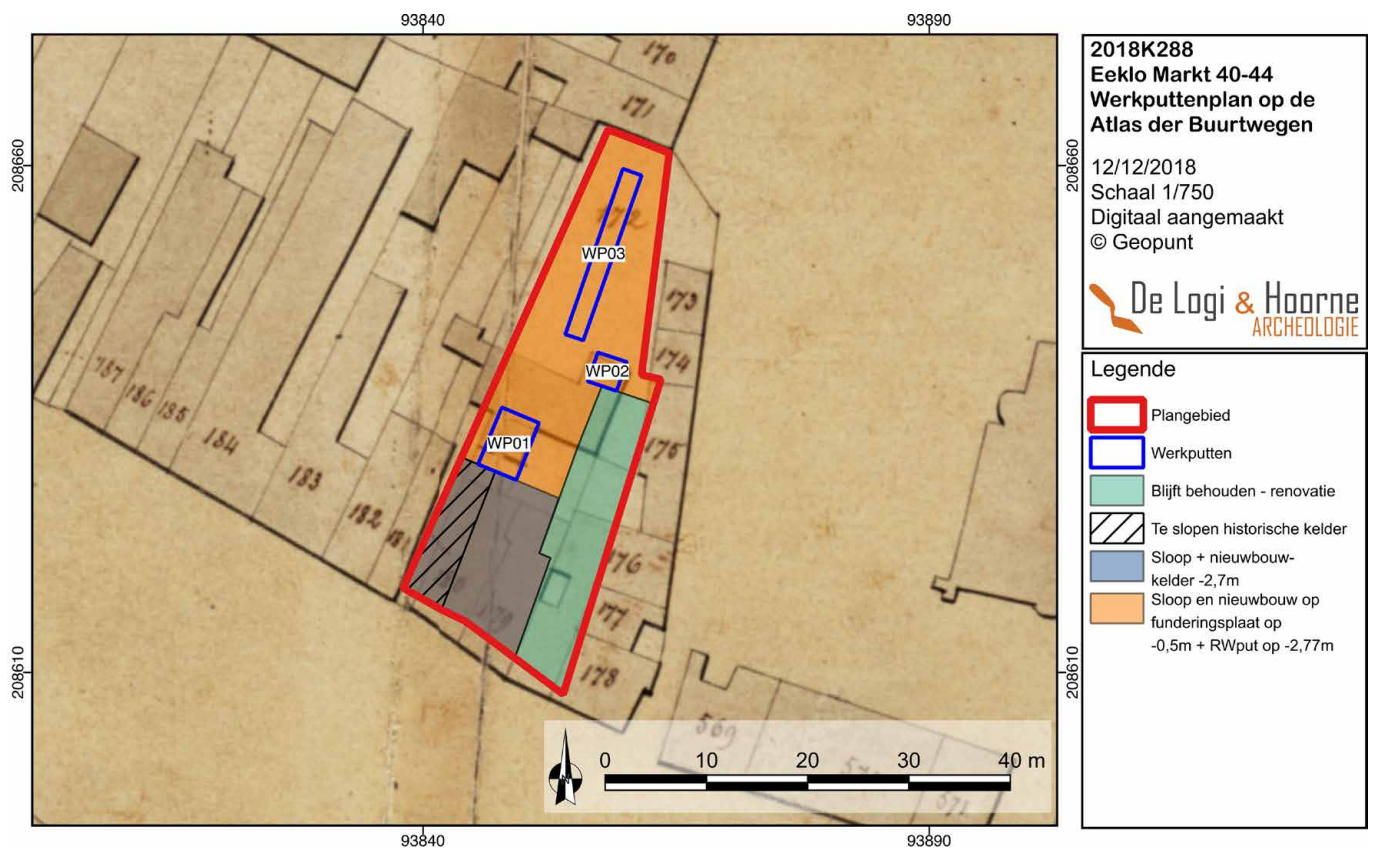 93840
93890
208660
208610
170
171
172
WP03
173
174
WP02
175
WP01
187
186
185
184
183
182
181
176
177
179
178
569
571
0
10
20
30
40 m
N
208660
208610
93840
93890
2018K288
Eeklo Markt 40-44
Werkputtenplan op de
Atlas der Buurtwegen
12/12/2018
Schaal 1/750
Digitaal aangemaakt
© Geopunt
De Logi & Hoorne
ARCHEOLOGIE
Legende
Plangebied
Werkputten
Blijft behouden - renovatie
Te slopen historische kelder
Sloop + nieuwbouw-
kelder -2,7m
Sloop en nieuwbouw op
funderingsplaat op
-0,5m + RWput op -2,77m